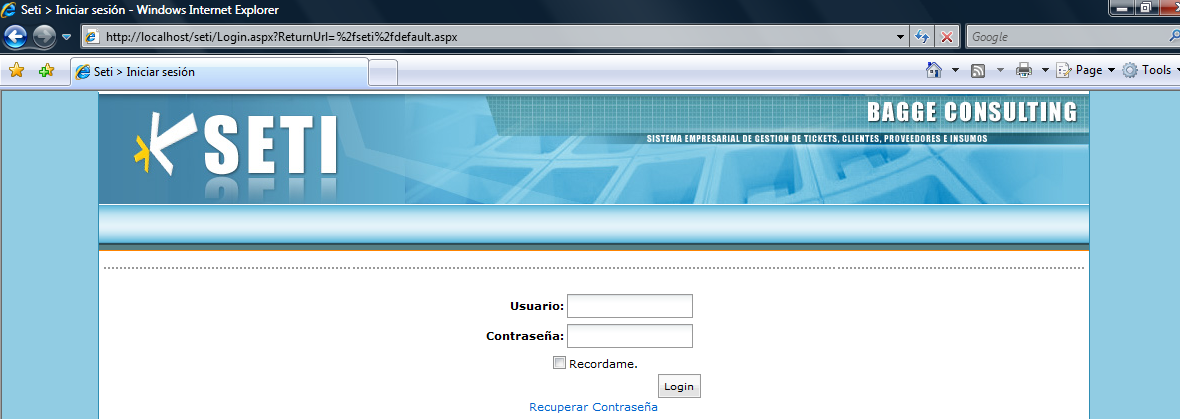 Seti > Iniciar sesión - Windows Internet Explorer
http://localhost/seti/Login.aspx?ReturnUrl=%2fseti%2fdefault.aspx
Google
Seti > Iniciar sesión
Page
Tools
SETI
BAGGE CONSULTING
SISTEMA EMPRESARIAL DE GESTION DE TICKETS, CLIENTES, PROVEEDORES E INSUMOS
Usuario:
Contraseña:
Recordame.
Login
Recuperar Contraseña